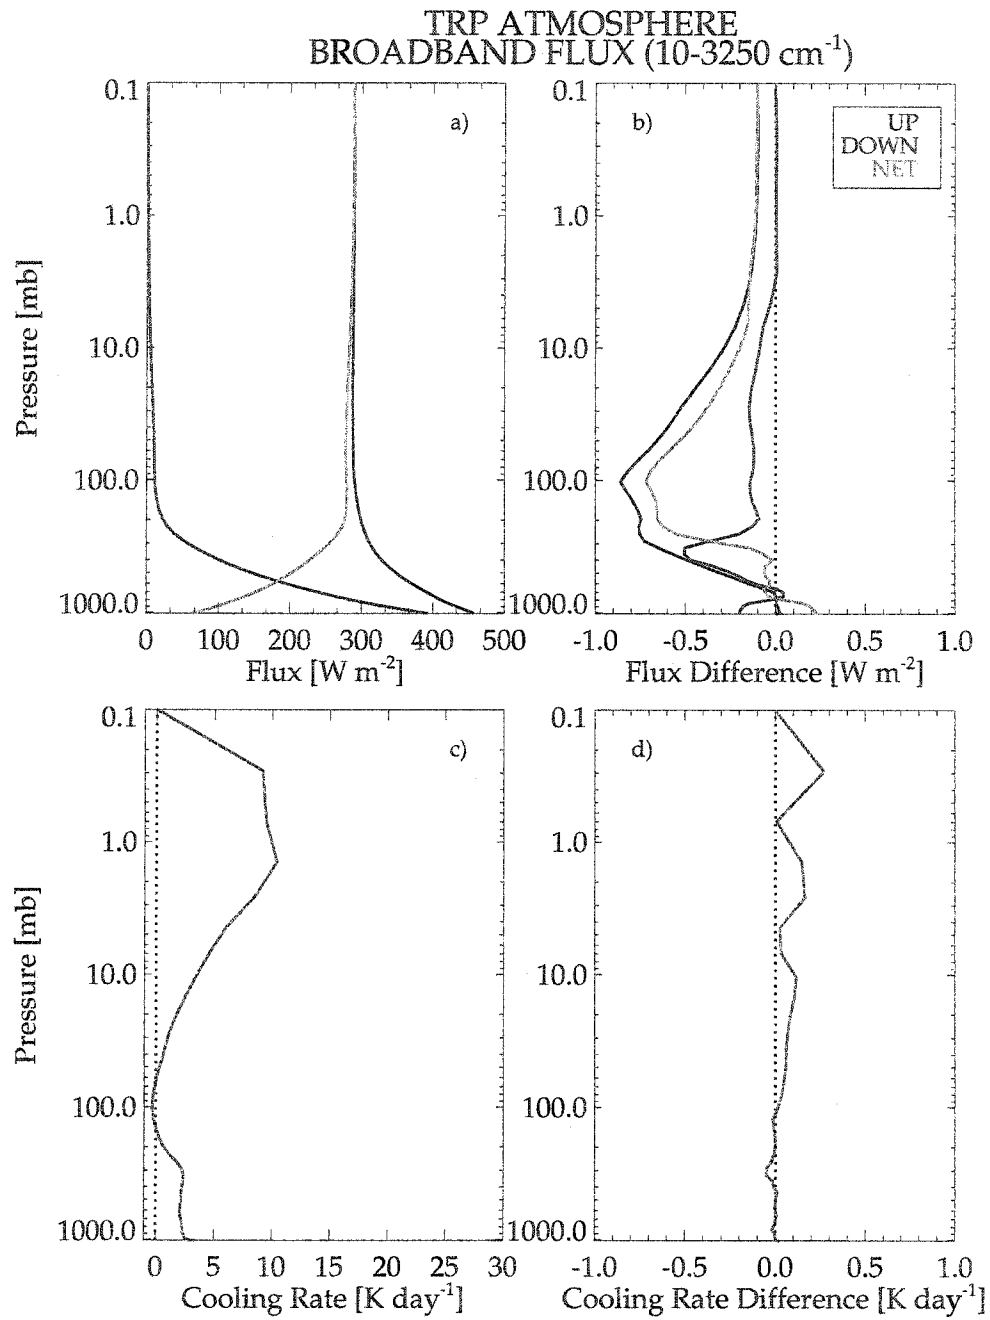 TRP ATMOSPHERE
BROADBAND FLUX (10-3250 cm⁻¹)
a)
b)
UP
DOWN
NET
Pressure [mb]
0.1
1.0
10.0
100.0
1000.0
0 100 200 300 400 500
Flux [W m⁻²]
0.1
1.0
10.0
100.0
1000.0
-1.0 -0.5 0.0 0.5 1.0
Flux Difference [W m⁻²]
c)
d)
Pressure [mb]
0.1
1.0
10.0
100.0
1000.0
0 5 10 15 20 25 30
Cooling Rate [K day⁻¹]
0.1
1.0
10.0
100.0
1000.0
-1.0 -0.5 0.0 0.5 1.0
Cooling Rate Difference [K day⁻¹]